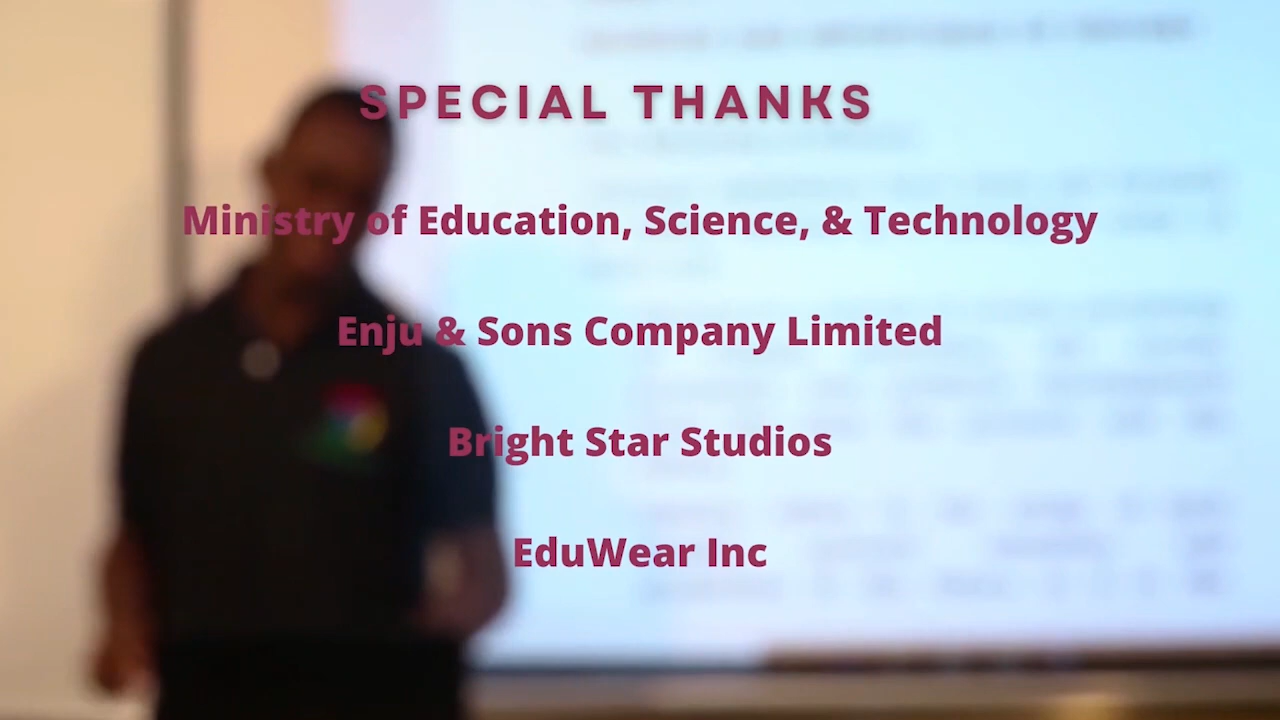 SPECIAL THANKS
Ministry of Education, Science, & Technology
Enju & Sons Company Limited
Bright Star Studios
EduWear Inc